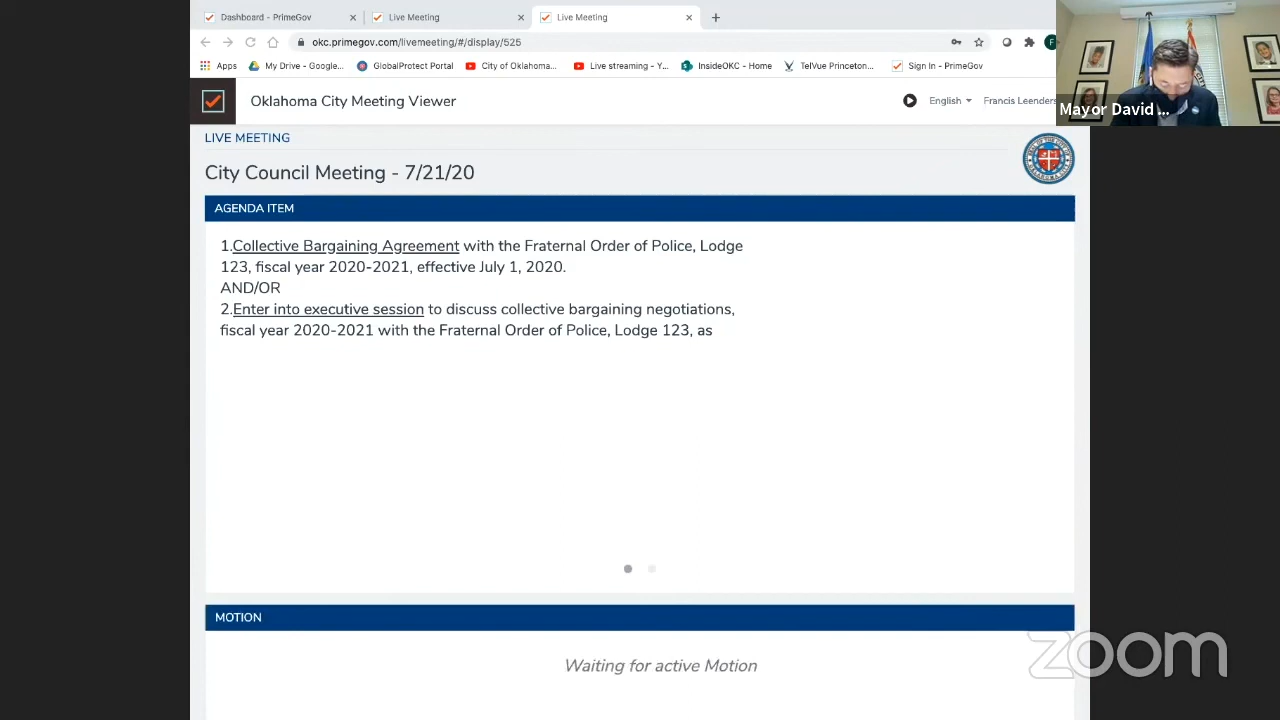 Dashboard - PrimeGov
Live Meeting
Live Meeting
okc.primegov.com/livemeeting/#/display/525
F
Apps
My Drive - Google...
GlobalProtect Portal
City of Oklahoma...
Live streaming - Y...
InsideOKC - Home
TelVue Princeton...
Sign In - PrimeGov
Oklahoma City Meeting Viewer
English
Francis Leenders
Mayor David ...
LIVE MEETING
City Council Meeting - 7/21/20
AGENDA ITEM
1.Collective Bargaining Agreement with the Fraternal Order of Police, Lodge
123, fiscal year 2020-2021, effective July 1, 2020.
AND/OR
2.Enter into executive session to discuss collective bargaining negotiations,
fiscal year 2020-2021 with the Fraternal Order of Police, Lodge 123, as
MOTION
Waiting for active Motion
zoom